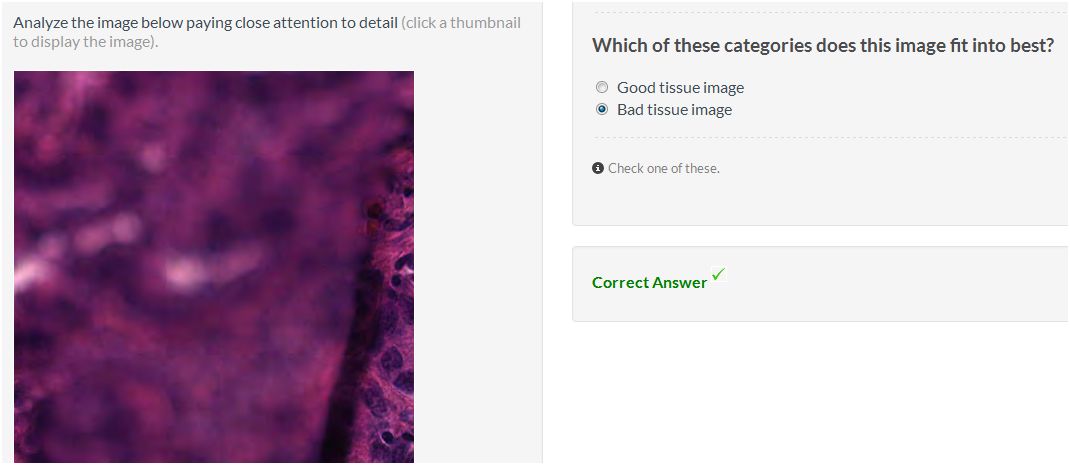 Analyze the image below paying close attention to detail (click a thumbnail
to display the image).
Which of these categories does this image fit into best?
Good tissue image
Bad tissue image
Check one of these.
Correct Answer